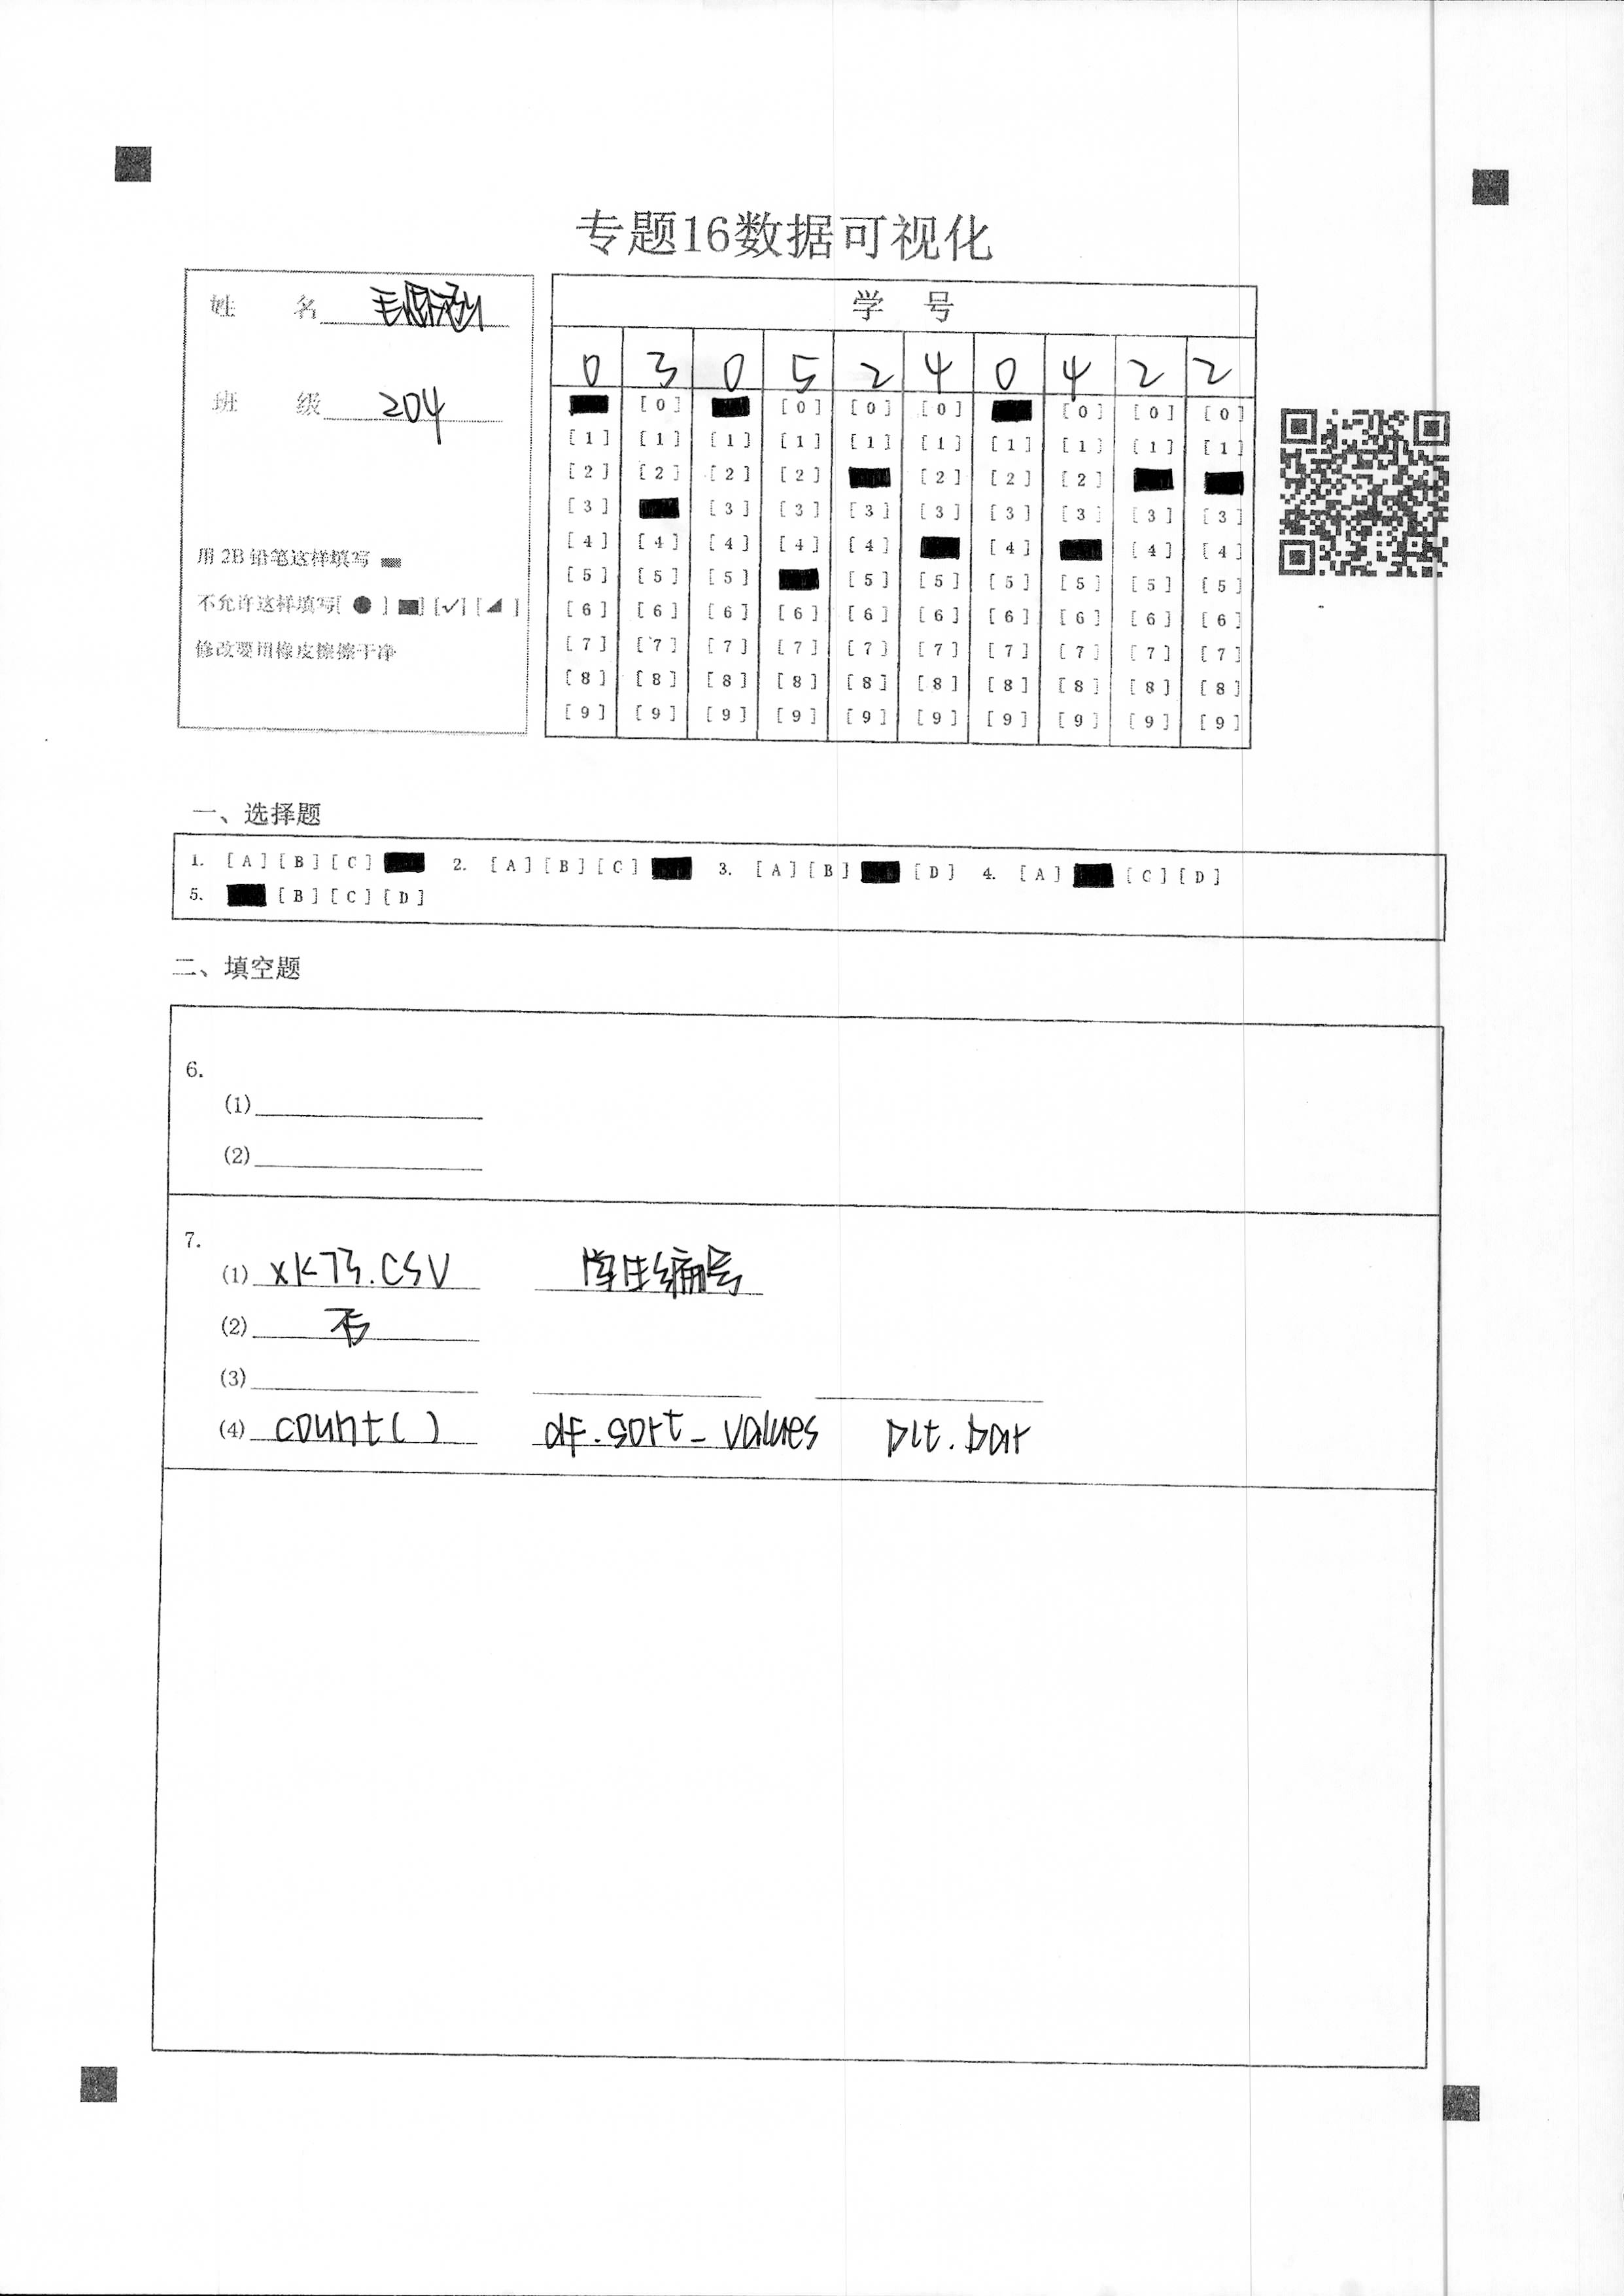 专题16数据可视化
姓 名
班 级 204
用 2B 铅笔这样填写
不允许这样填写[ ● ] ■] [✓] [◢ ]
修改要用橡皮擦擦干净
学 号
0 3 0 5 2 4 0 4 2 2
[0] [0] [0] [0] [0] [0] [0]
[1] [1] [1] [1] [1] [1] [1] [1] [1] [1]
[2] [2] [2] [2] [2] [2] [2]
[3] [3] [3] [3] [3] [3] [3] [3] [3]
[4] [4] [4] [4] [4] [4] [4] [4]
[5] [5] [5] [5] [5] [5] [5] [5] [5]
[6] [6] [6] [6] [6] [6] [6] [6] [6] [6]
[7] [7] [7] [7] [7] [7] [7] [7] [7] [7]
[8] [8] [8] [8] [8] [8] [8] [8] [8] [8]
[9] [9] [9] [9] [9] [9] [9] [9] [9] [9]
一、选择题
1. [A] [B] [C] 2. [A] [B] [C] 3. [A] [B] [D] 4. [A] [C] [D]
5. [B] [C] [D]
二、填空题
6.
(1)
(2)
7.
(1) xk73.csv 学生编号
(2) 否
(3)
(4) count() df.sort_values plt.bar